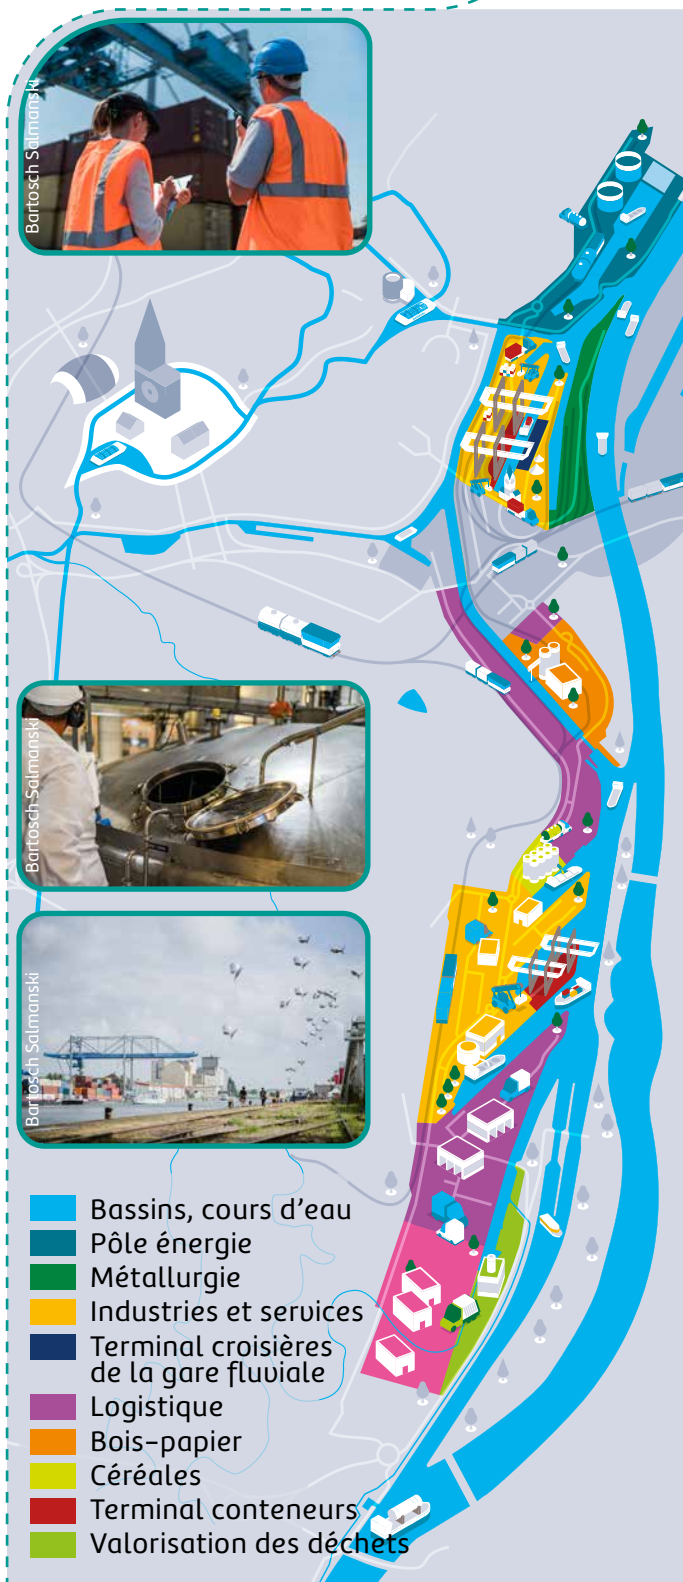 Bartosch Salmanski
Bartosch Salmanski
Bartosch Salmanski
Bassins, cours d'eau
Pôle énergie
Métallurgie
Industries et services
Terminal croisières
de la gare fluviale
Logistique
Bois-papier
Céréales
Terminal conteneurs
Valorisation des déchets